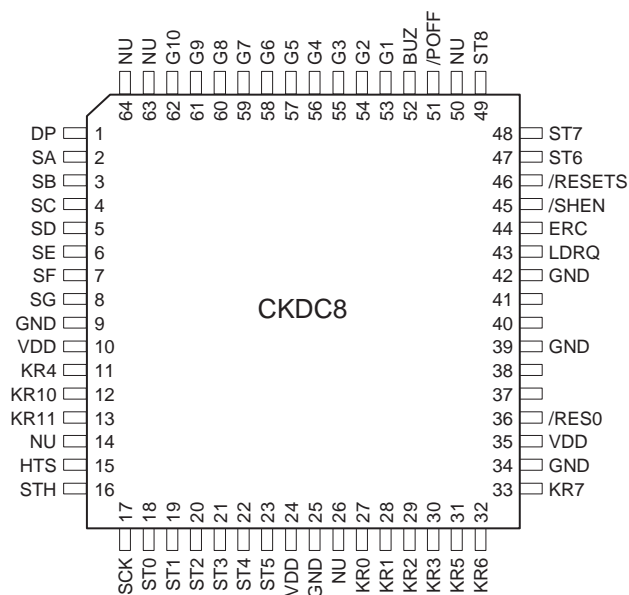 NU NU G10 G9 G8 G7 G6 G5 G4 G3 G2 G1 BUZ /POFF NU ST8
64 63 62 61 60 59 58 57 56 55 54 53 52 51 50 49
DP 1 48 ST7
SA 2 47 ST6
SB 3 46 /RESETS
SC 4 45 /SHEN
SD 5 44 ERC
SE 6 43 LDRQ
SF 7 42 GND
SG 8 41
GND 9 40
VDD 10 39 GND
KR4 11 38
KR10 12 37
KR11 13 36 /RES0
NU 14 35 VDD
HTS 15 34 GND
STH 16 33 KR7
CKDC8
17 18 19 20 21 22 23 24 25 26 27 28 29 30 31 32
SCK ST0 ST1 ST2 ST3 ST4 ST5 VDD GND NU KR0 KR1 KR2 KR3 KR5 KR6